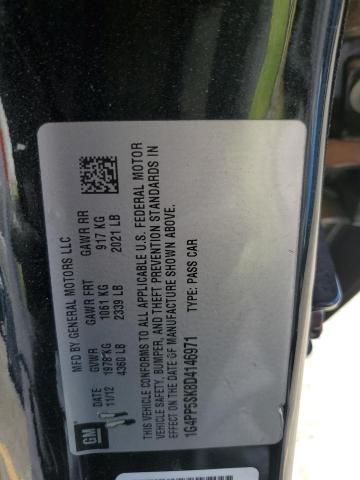 MFD BY GENERAL MOTORS LLC
DATE GVWR GAWR FRT GAWR RR
11/12 1978 KG 1061 KG 917 KG
4360 LB 2339 LB 2021 LB
GM
THIS VEHICLE CONFORMS TO ALL APPLICABLE U.S. FEDERAL MOTOR
VEHICLE SAFETY, BUMPER, AND THEFT PREVENTION STANDARDS IN
EFFECT ON THE DATE OF MANUFACTURE SHOWN ABOVE.
1G4PP5SK8D4146971 TYPE: PASS CAR